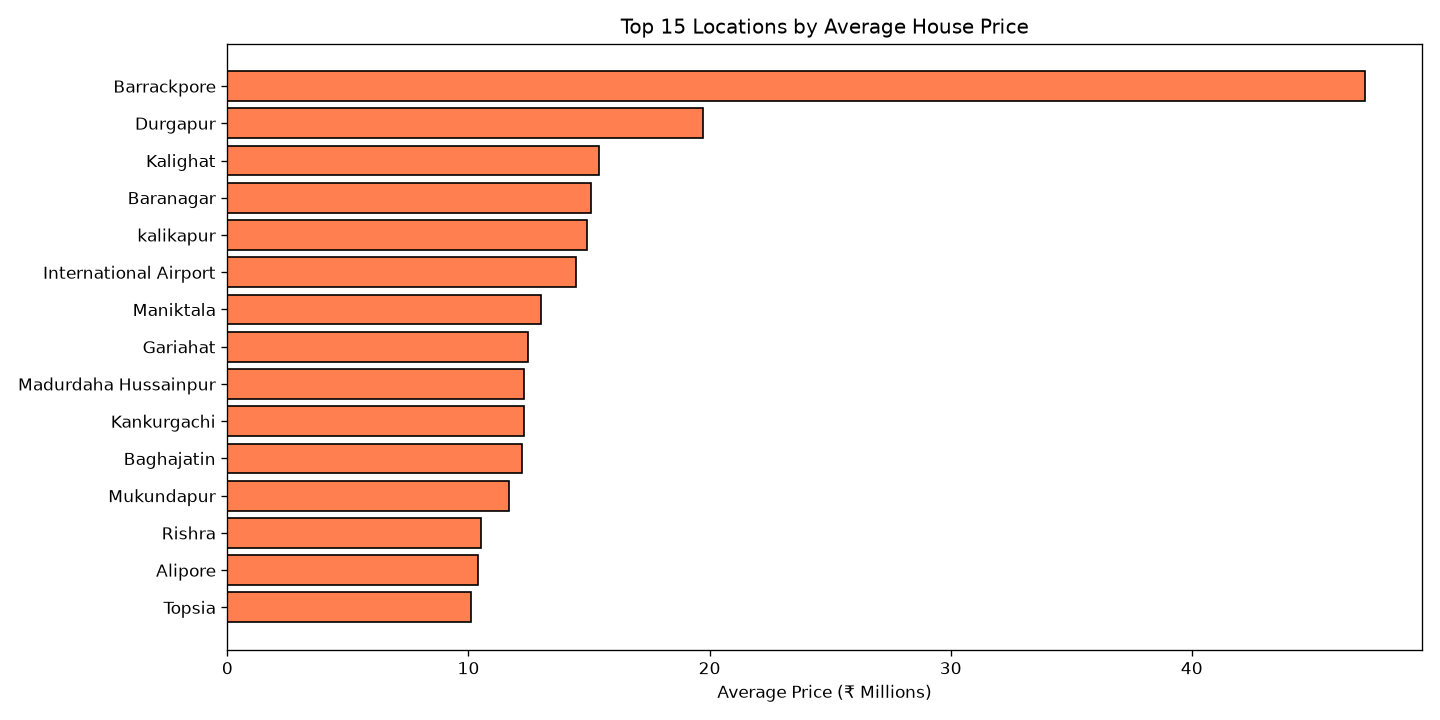 Top 15 Locations by Average House Price
Barrackpore
Durgapur
Kalighat
Baranagar
kalikapur
International Airport
Maniktala
Gariahat
Madurdaha Hussainpur
Kankurgachi
Baghajatin
Mukundapur
Rishra
Alipore
Topsia
0 10 20 30 40
Average Price (₹ Millions)